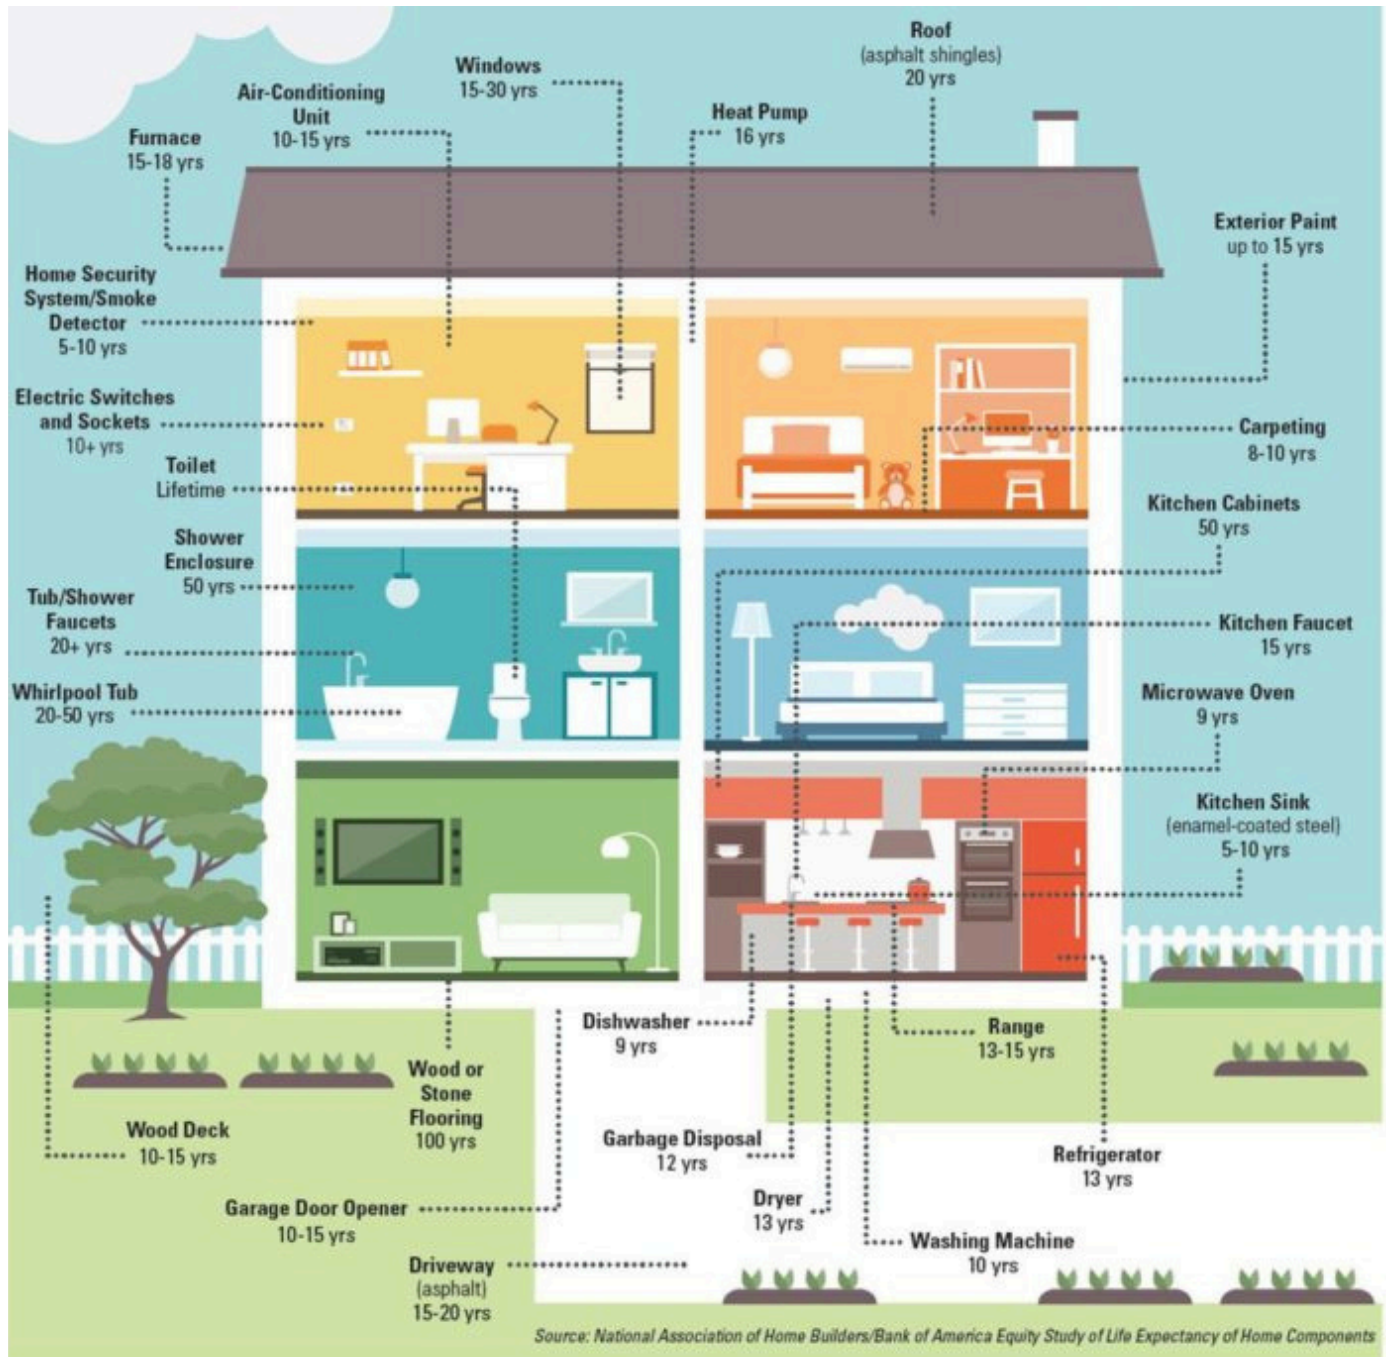 Roof
(asphalt shingles)
20 yrs
Windows
15-30 yrs
Air-Conditioning
Unit
10-15 yrs
Heat Pump
16 yrs
Furnace
15-18 yrs
Exterior Paint
up to 15 yrs
Home Security
System/Smoke
Detector
5-10 yrs
Electric Switches
and Sockets
10+ yrs
Carpeting
8-10 yrs
Toilet
Lifetime
Kitchen Cabinets
50 yrs
Shower
Enclosure
50 yrs
Tub/Shower
Faucets
20+ yrs
Kitchen Faucet
15 yrs
Whirlpool Tub
20-50 yrs
Microwave Oven
9 yrs
Kitchen Sink
(enamel-coated steel)
5-10 yrs
Dishwasher
9 yrs
Range
13-15 yrs
Wood or
Stone
Flooring
100 yrs
Wood Deck
10-15 yrs
Garbage Disposal
12 yrs
Refrigerator
13 yrs
Dryer
13 yrs
Garage Door Opener
10-15 yrs
Washing Machine
10 yrs
Driveway
(asphalt)
15-20 yrs
Source: National Association of Home Builders/Bank of America Equity Study of Life Expectancy of Home Components